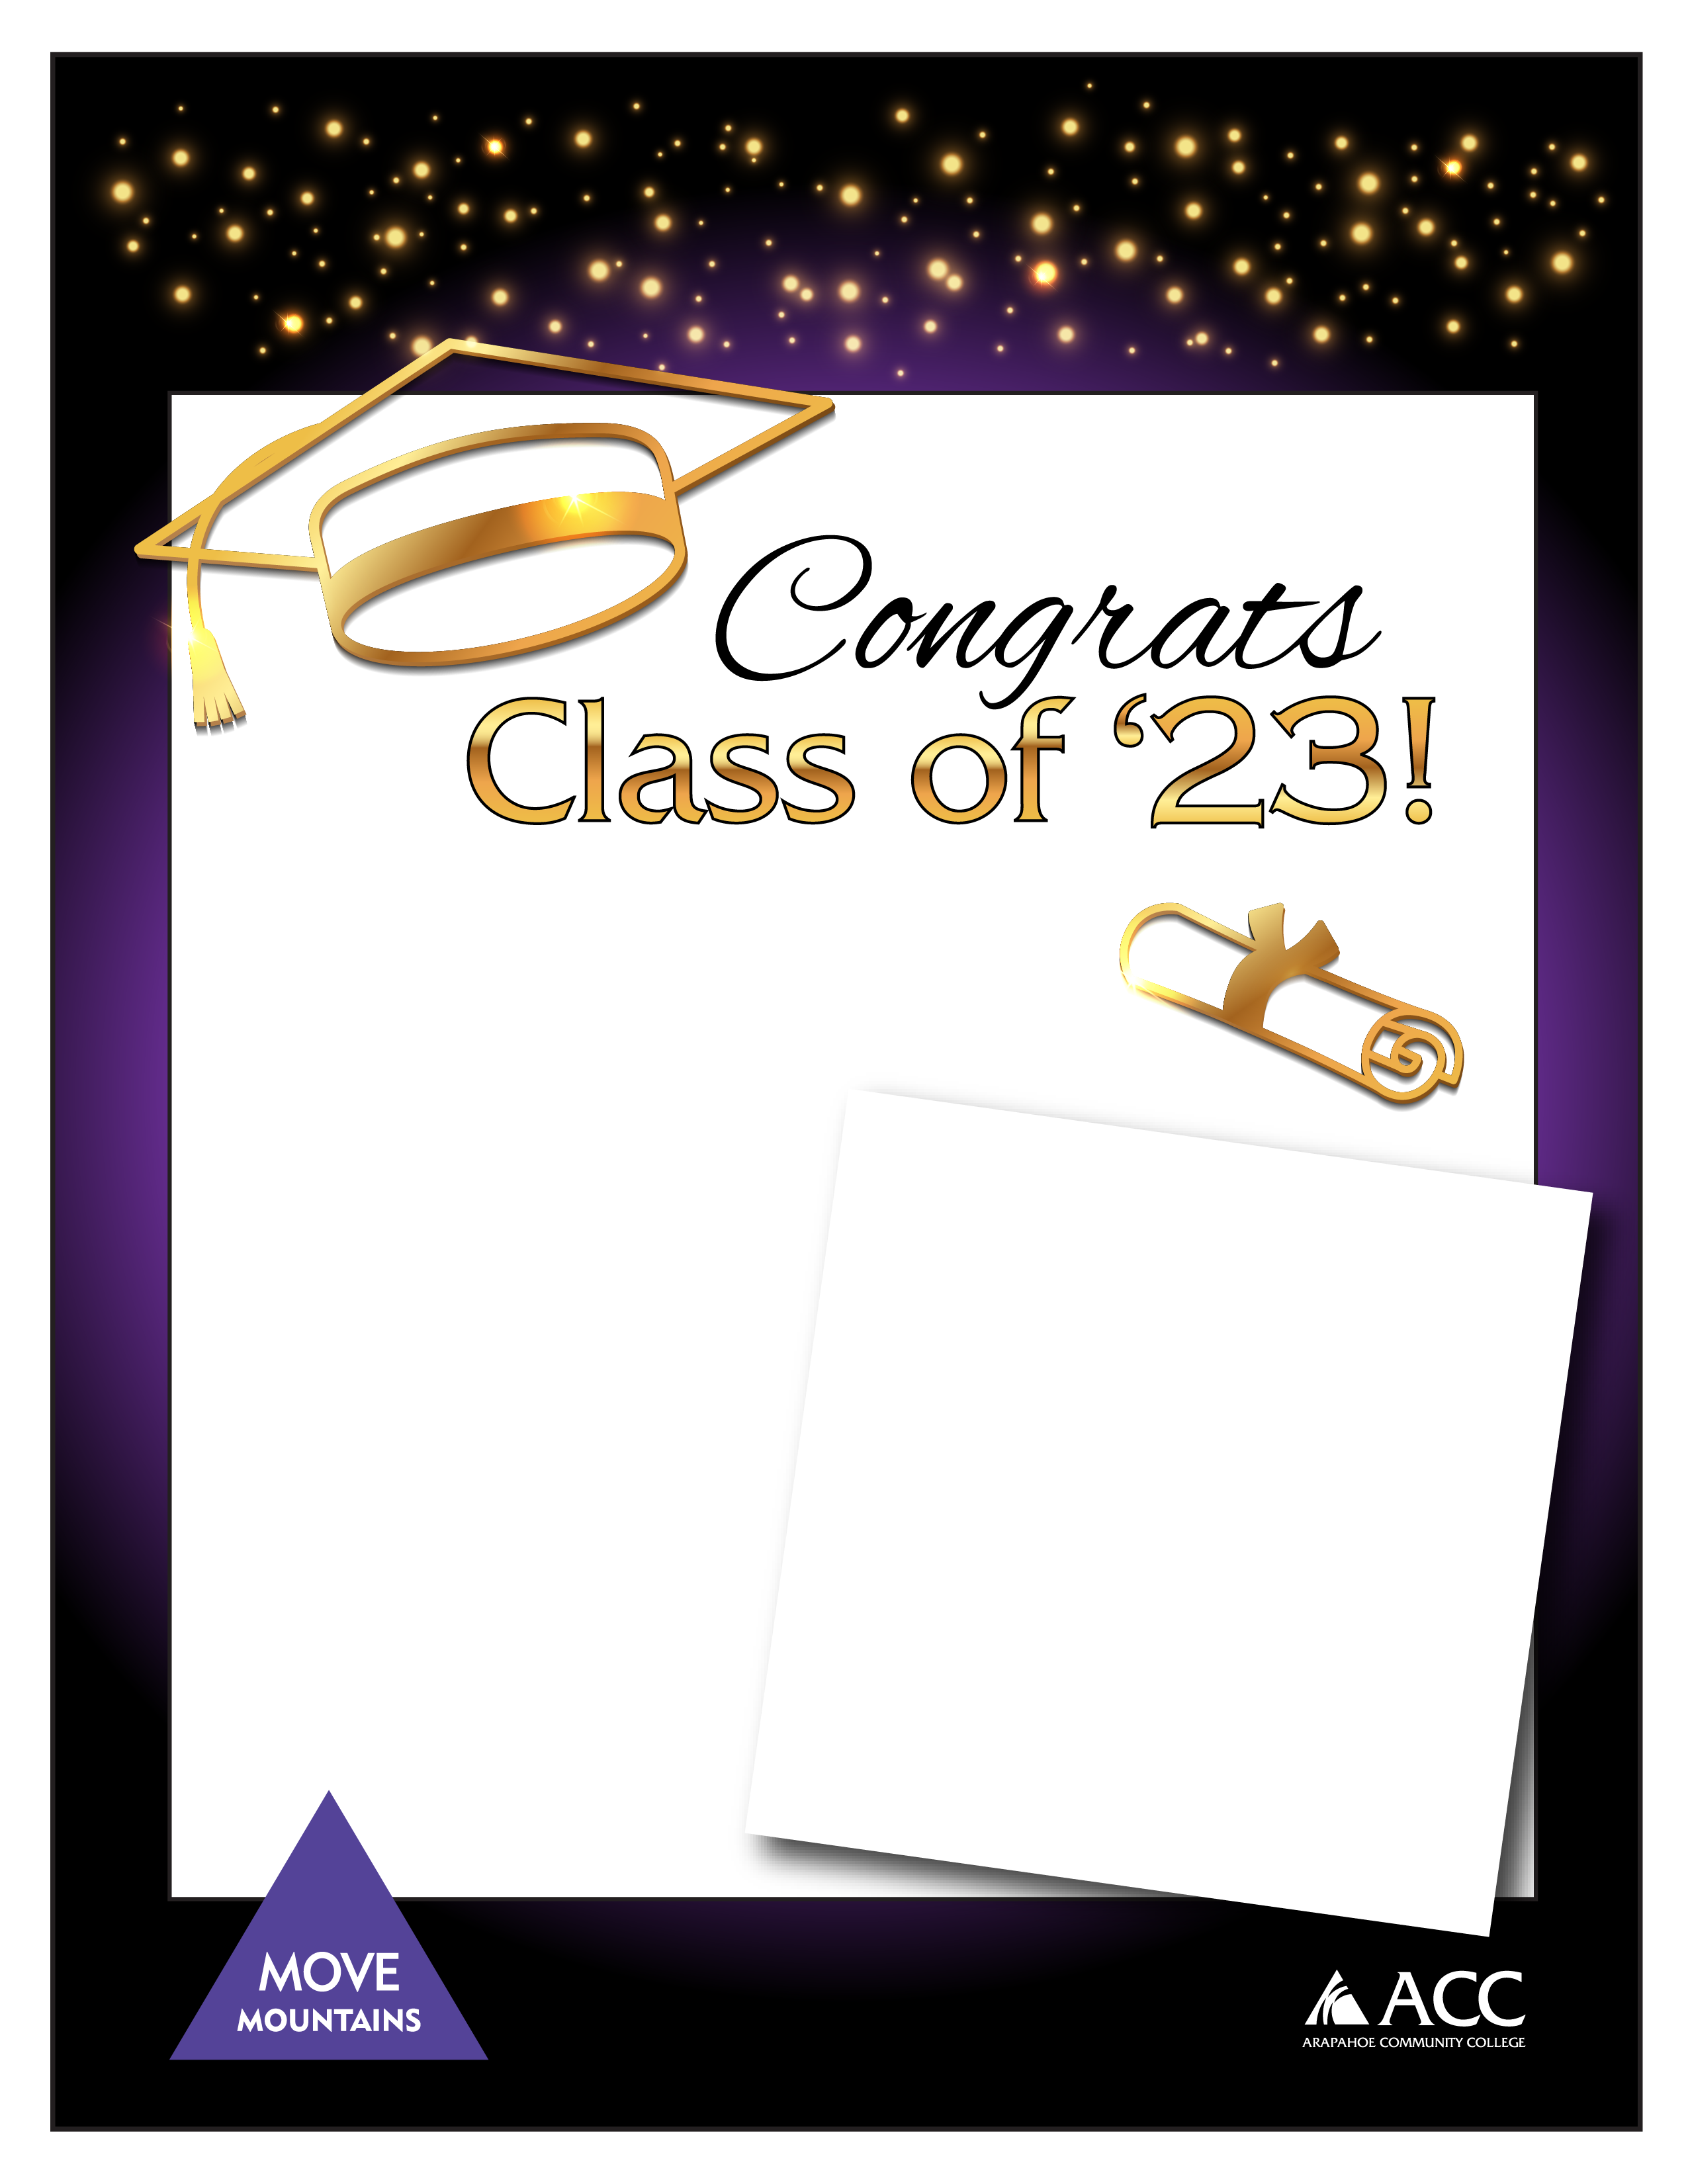 Congrats
Class of ‘23!
MOVE
MOUNTAINS
ACC
ARAPAHOE COMMUNITY COLLEGE